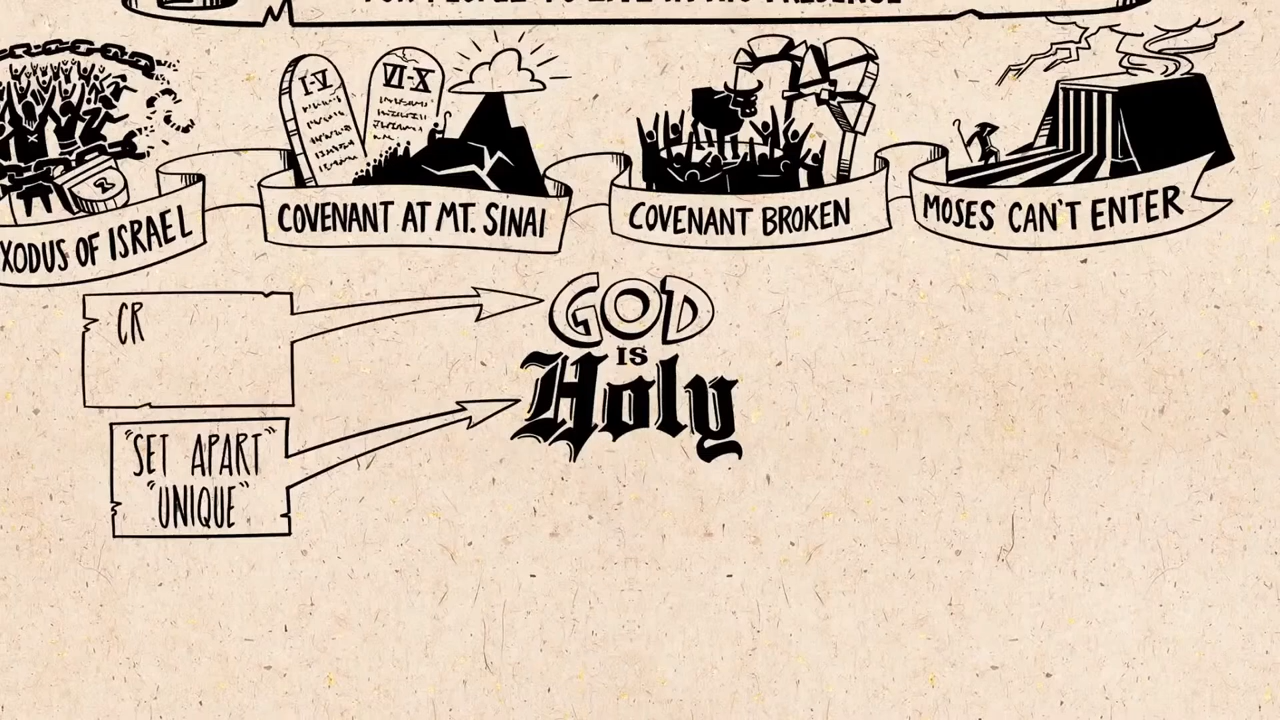 EXODUS OF ISRAEL
I-V
VI-X
COVENANT AT MT. SINAI
COVENANT BROKEN
MOSES CAN'T ENTER
CR
GOD
IS
Holy
"SET APART"
"UNIQUE"